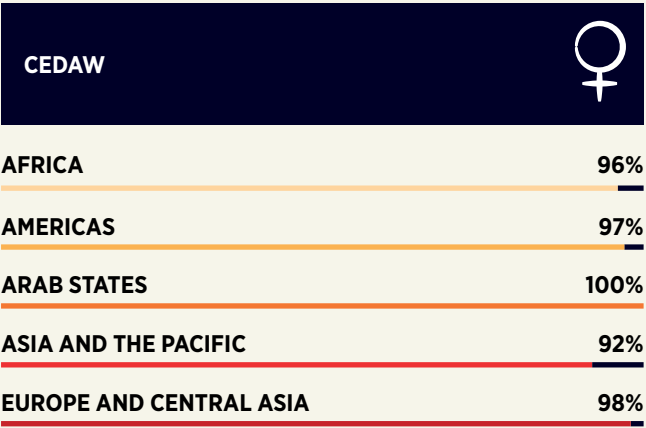 CEDAW
AFRICA 96%
AMERICAS 97%
ARAB STATES 100%
ASIA AND THE PACIFIC 92%
EUROPE AND CENTRAL ASIA 98%